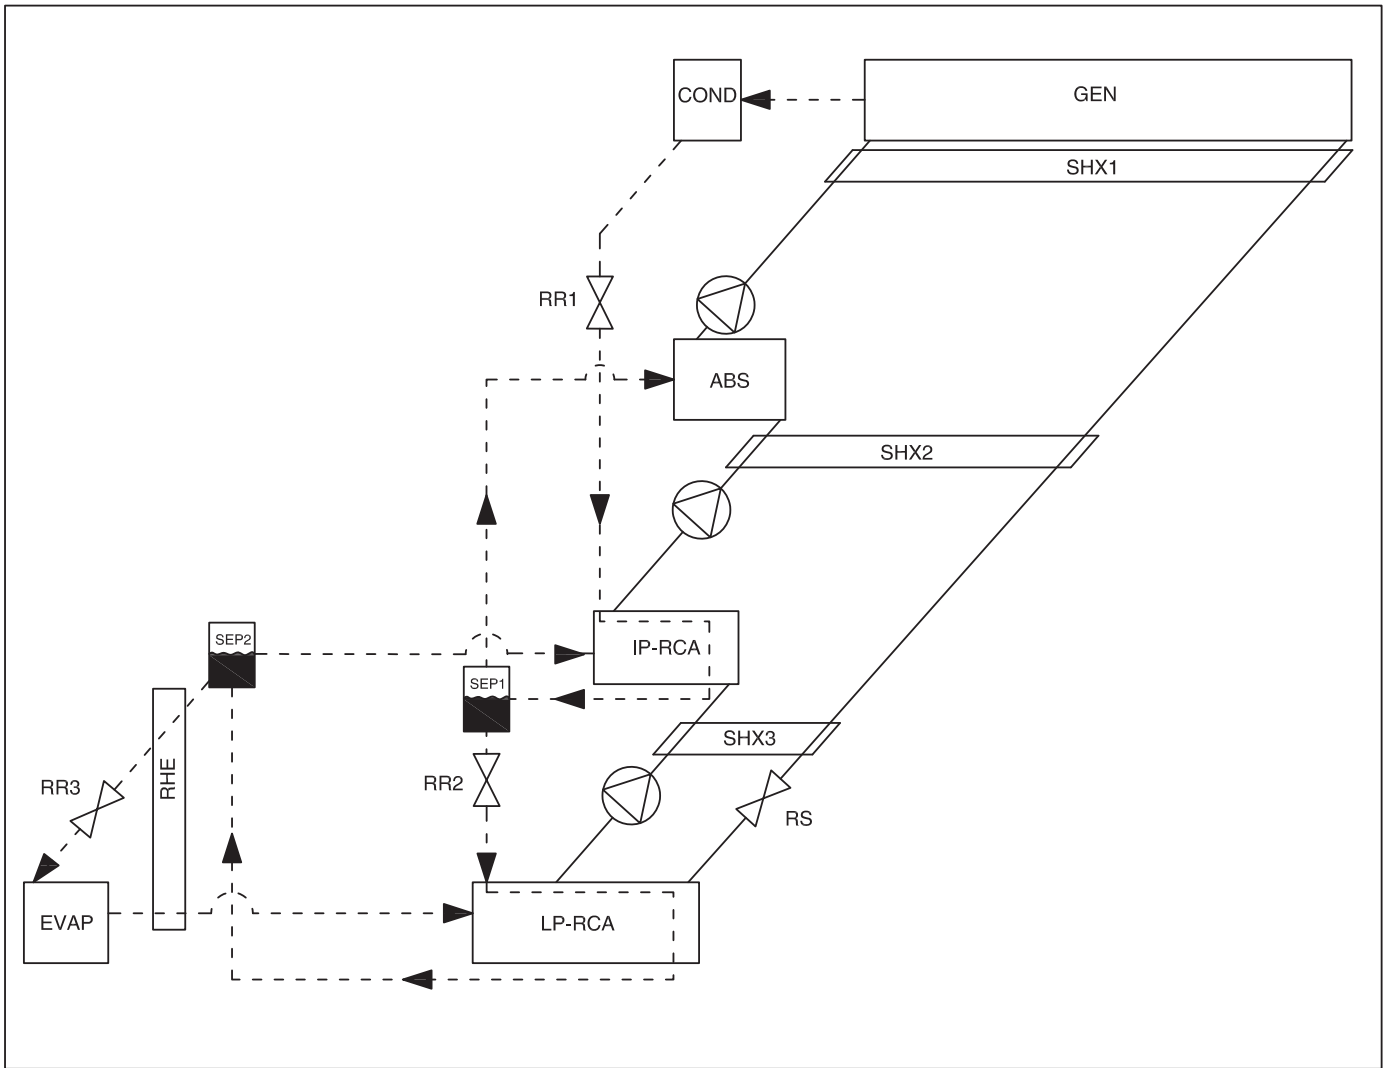 COND
GEN
SHX1
RR1
ABS
SHX2
SEP2
IP-RCA
SEP1
SHX3
RHE
RR3
RR2
RS
EVAP
LP-RCA